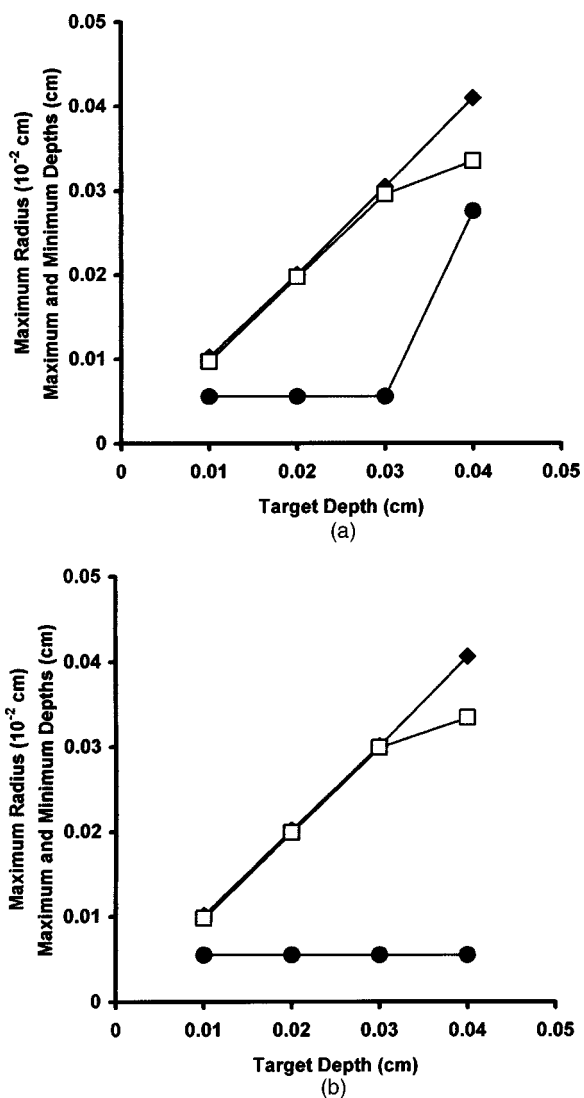 0.05
0.04
0.03
0.02
0.01
0
Maximum Radius (10⁻² cm)
Maximum and Minimum Depths (cm)
0 0.01 0.02 0.03 0.04 0.05
Target Depth (cm)
(a)
0.05
0.04
0.03
0.02
0.01
0
Maximum Radius (10⁻² cm)
Maximum and Minimum Depths (cm)
0 0.01 0.02 0.03 0.04 0.05
Target Depth (cm)
(b)